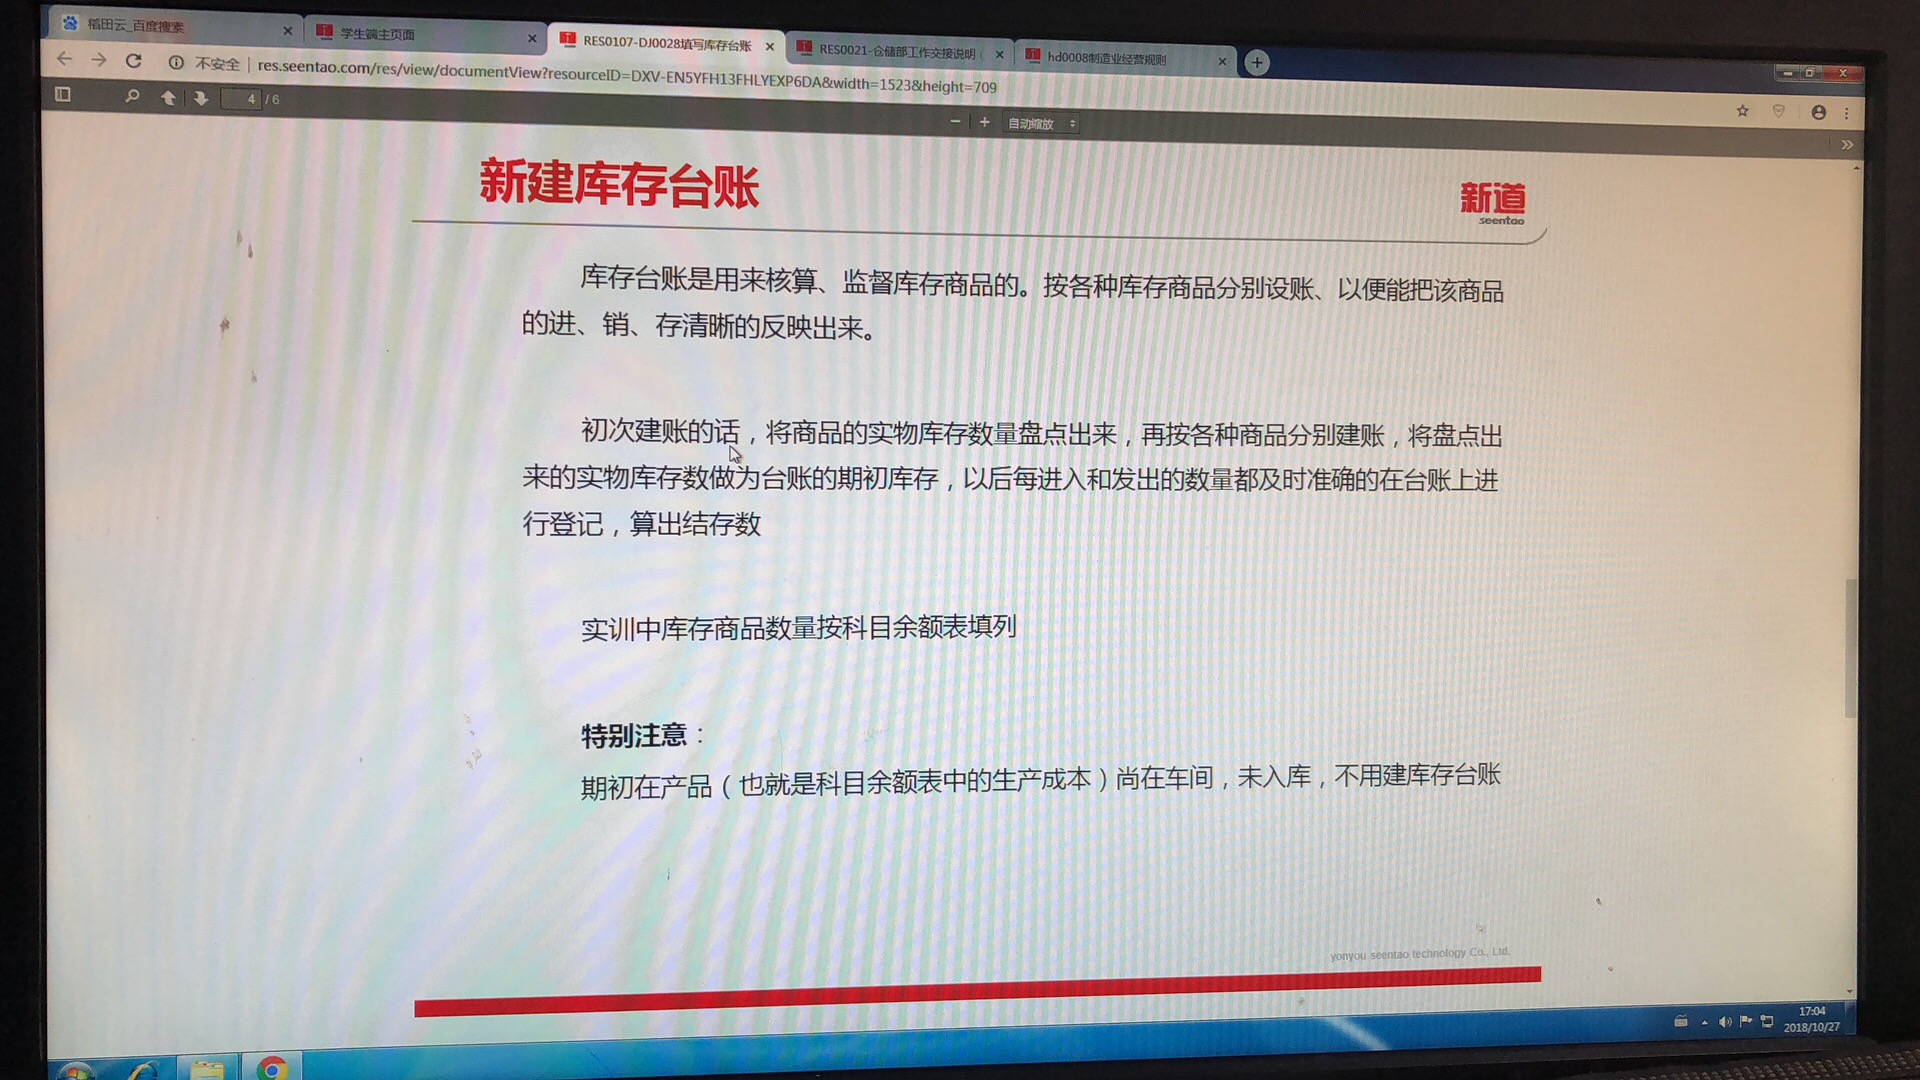 稻田云_百度搜索
学生端主页面
RES0107-DJ0028填写库存台账
RES0021-仓储部工作交接说明（
hd0008制造业经营规则
不安全 | res.seentao.com/res/view/documentView?resourceID=DXV-EN5YFH13FHLYEXP6DA&width=1523&height=709
4 / 6
自动缩放
新建库存台账
新道
seentao
库存台账是用来核算、监督库存商品的。按各种库存商品分别设账、以便能把该商品
的进、销、存清晰的反映出来。
初次建账的话，将商品的实物库存数量盘点出来，再按各种商品分别建账，将盘点出
来的实物库存数做为台账的期初库存，以后每进入和发出的数量都及时准确的在台账上进
行登记，算出结存数
实训中库存商品数量按科目余额表填列
特别注意：
期初在产品（也就是科目余额表中的生产成本）尚在车间，未入库，不用建库存台账
yonyou seentao technology Co., Ltd.
17:04
2018/10/27